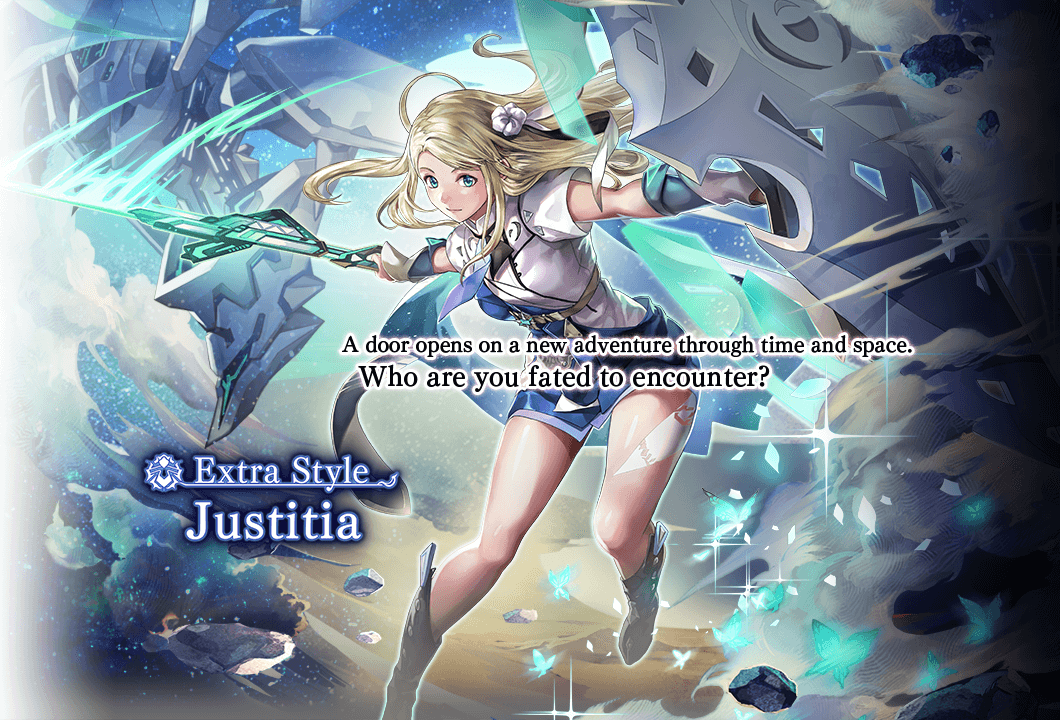 A door opens on a new adventure through time and space.
Who are you fated to encounter?
Extra Style
Justitia